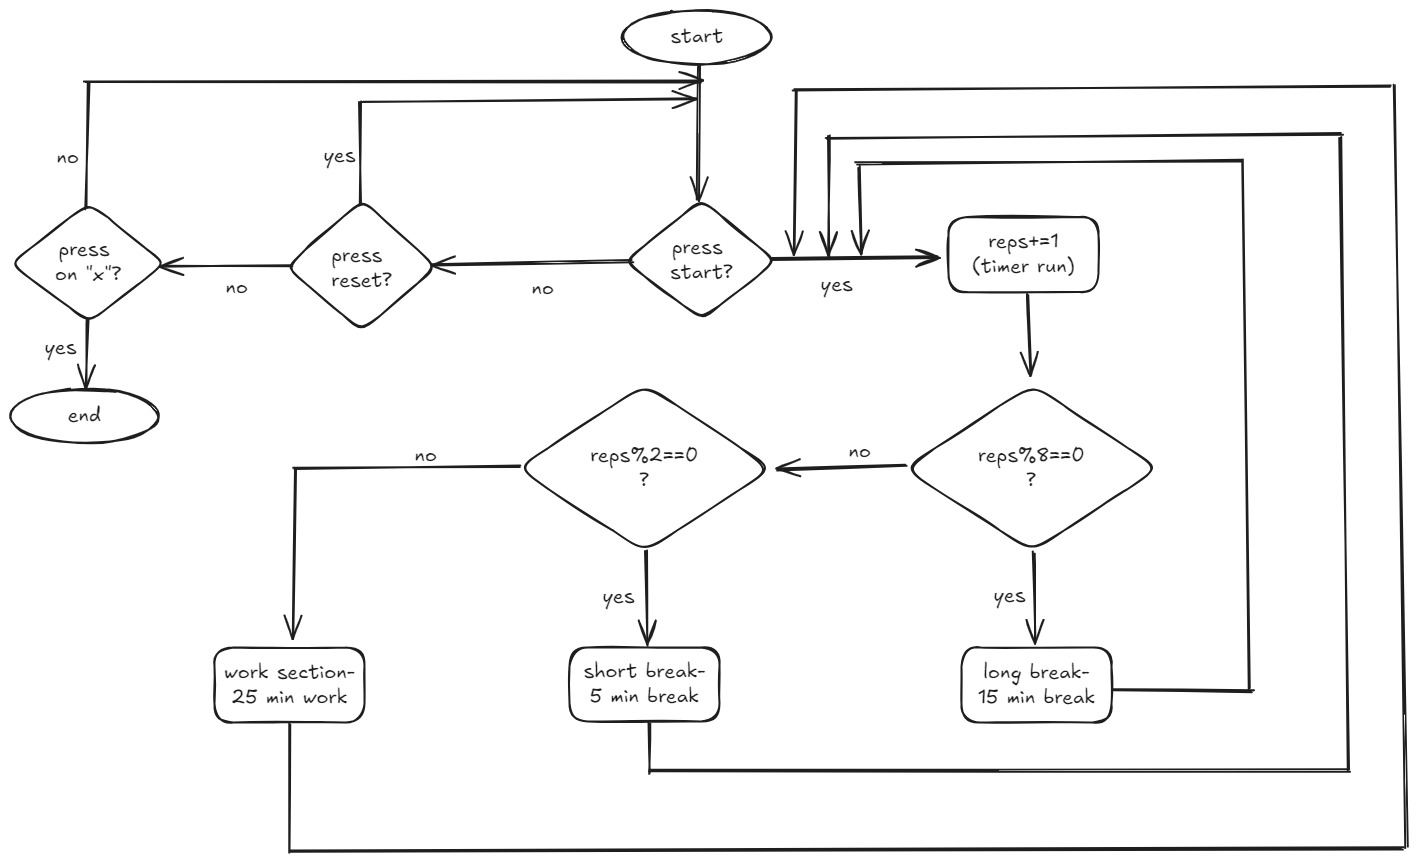 start
no
yes
press
on "x"?
press
reset?
press
start?
reps+=1
(timer run)
no
no
yes
yes
end
reps%2==0
?
no
reps%8==0
?
no
yes
yes
work section-
25 min work
short break-
5 min break
long break-
15 min break